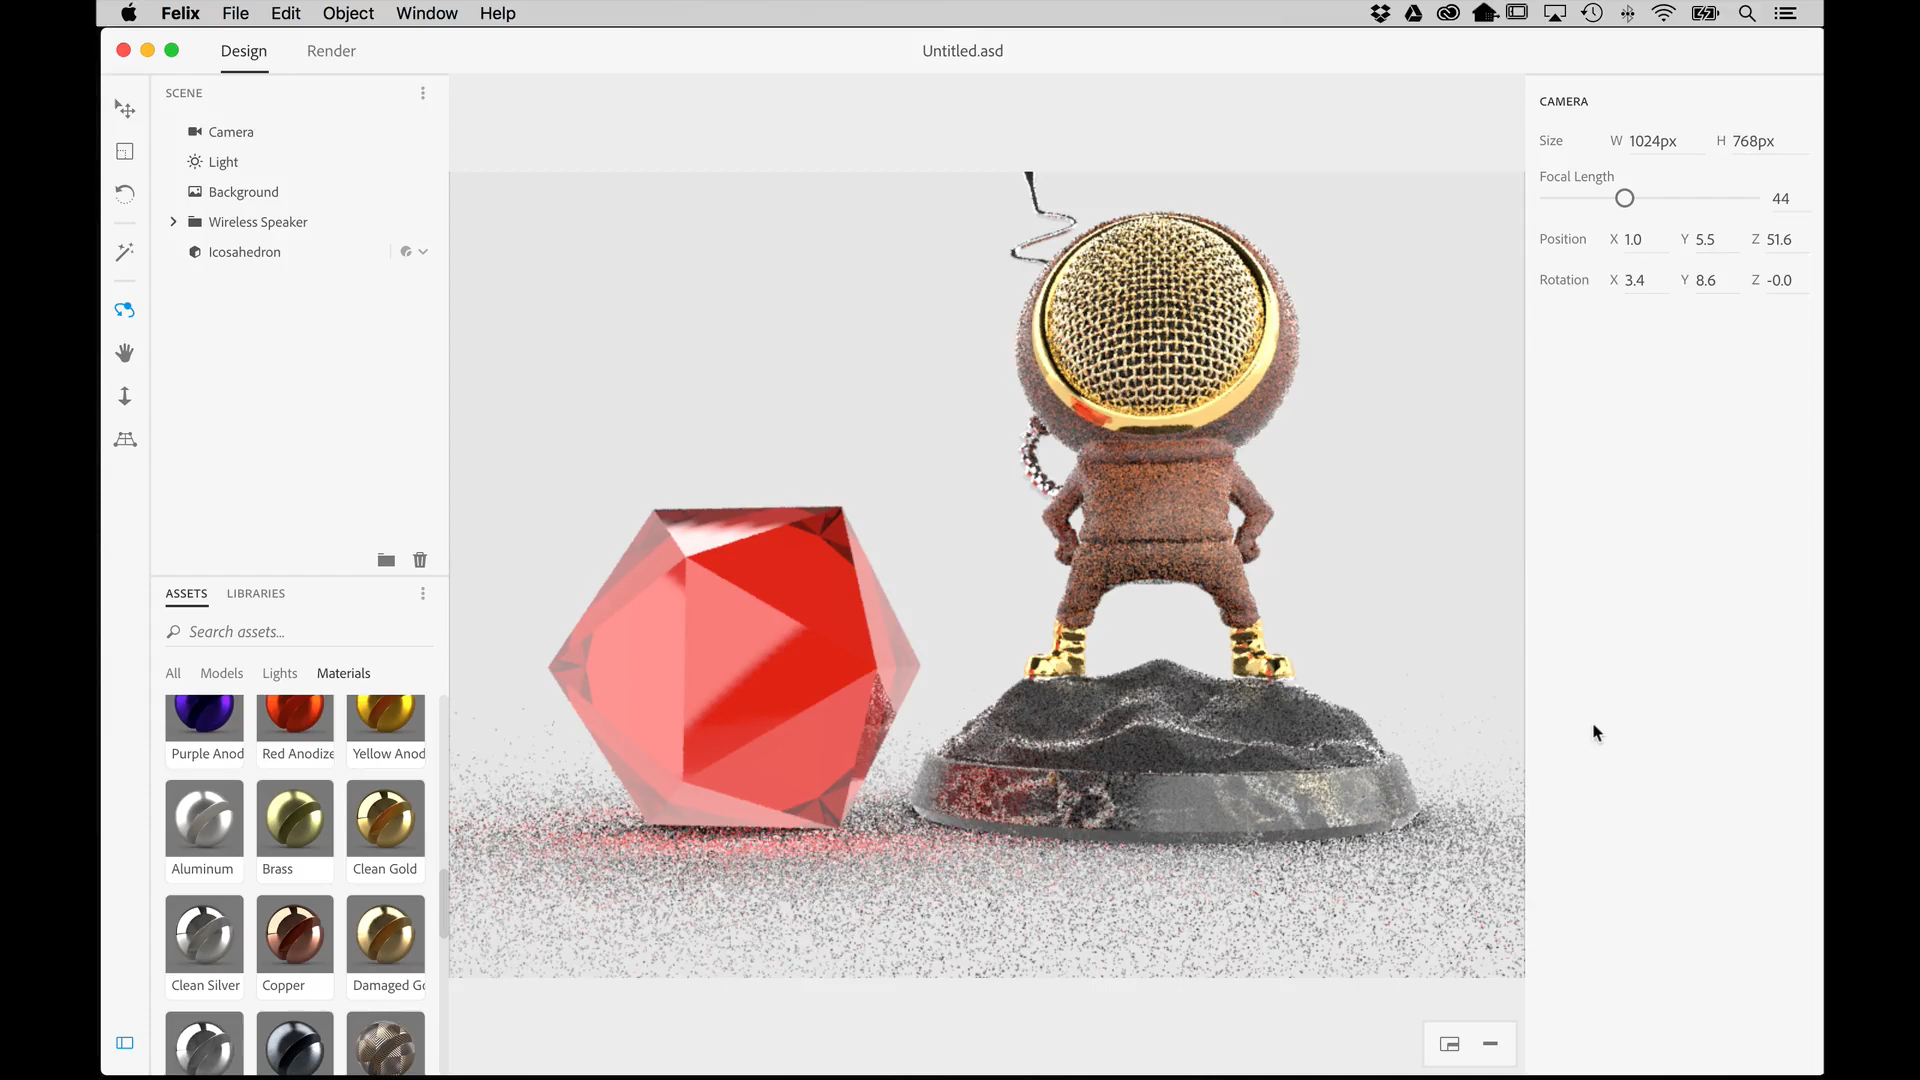 Felix File Edit Object Window Help
Design Render Untitled.asd
SCENE
Camera
Light
Background
Wireless Speaker
Icosahedron
ASSETS LIBRARIES
Search assets...
All Models Lights Materials
Purple Anod Red Anodize Yellow Anod
Aluminum Brass Clean Gold
Clean Silver Copper Damaged Go
CAMERA
Size W 1024px H 768px
Focal Length
44
Position X 1.0 Y 5.5 Z 51.6
Rotation X 3.4 Y 8.6 Z -0.0